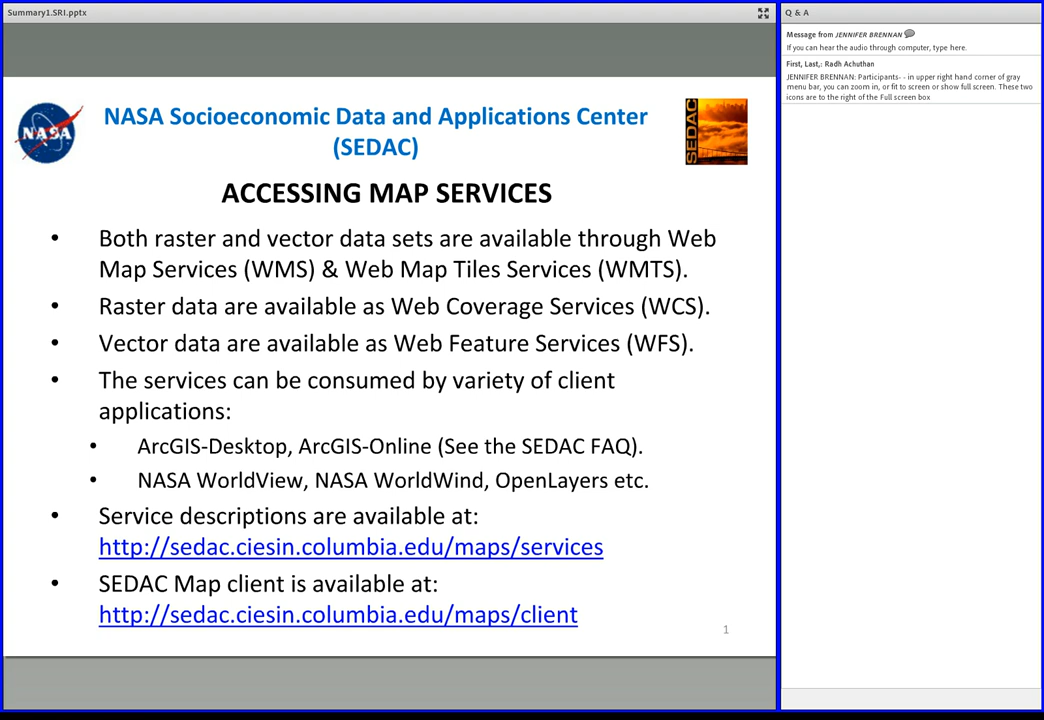 Summary1.SRI.pptx
NASA
NASA Socioeconomic Data and Applications Center
(SEDAC)
SEDAC
ACCESSING MAP SERVICES
• Both raster and vector data sets are available through Web
Map Services (WMS) & Web Map Tiles Services (WMTS).
• Raster data are available as Web Coverage Services (WCS).
• Vector data are available as Web Feature Services (WFS).
• The services can be consumed by variety of client
applications:
• ArcGIS-Desktop, ArcGIS-Online (See the SEDAC FAQ).
• NASA WorldView, NASA WorldWind, OpenLayers etc.
• Service descriptions are available at:
http://sedac.ciesin.columbia.edu/maps/services
• SEDAC Map client is available at:
http://sedac.ciesin.columbia.edu/maps/client
1
Q & A
Message from JENNIFER BRENNAN
If you can hear the audio through computer, type here.
First, Last,: Radh Achuthan
JENNIFER BRENNAN: Participants- - in upper right hand corner of gray
menu bar, you can zoom in, or fit to screen or show full screen. These two
icons are to the right of the Full screen box